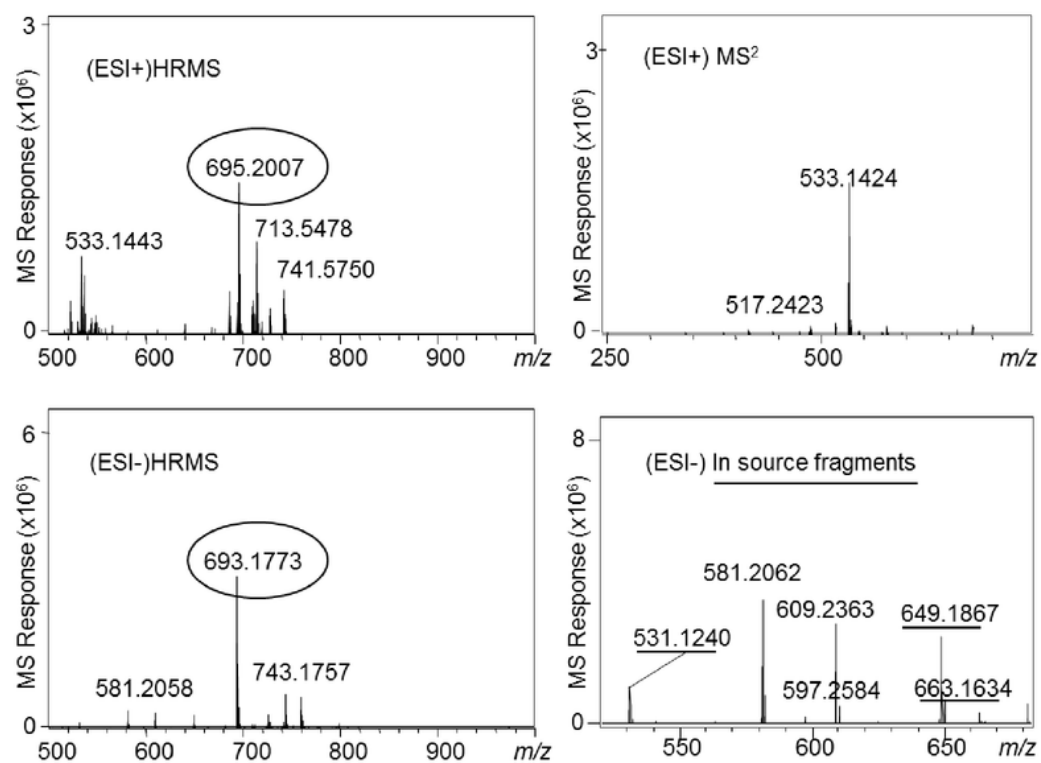 3
(ESI+)HRMS
695.2007
713.5478
533.1443
741.5750
0
500 600 700 800 900 m/z
MS Response (x10⁶)
3
(ESI+) MS²
533.1424
517.2423
0
250 500 m/z
MS Response (x10⁶)
6
(ESI-)HRMS
693.1773
743.1757
581.2058
0
500 600 700 800 900 m/z
MS Response (x10⁶)
8
(ESI-) In source fragments
581.2062
609.2363
649.1867
531.1240
597.2584
663.1634
0
550 600 650 m/z
MS Response (x10⁶)